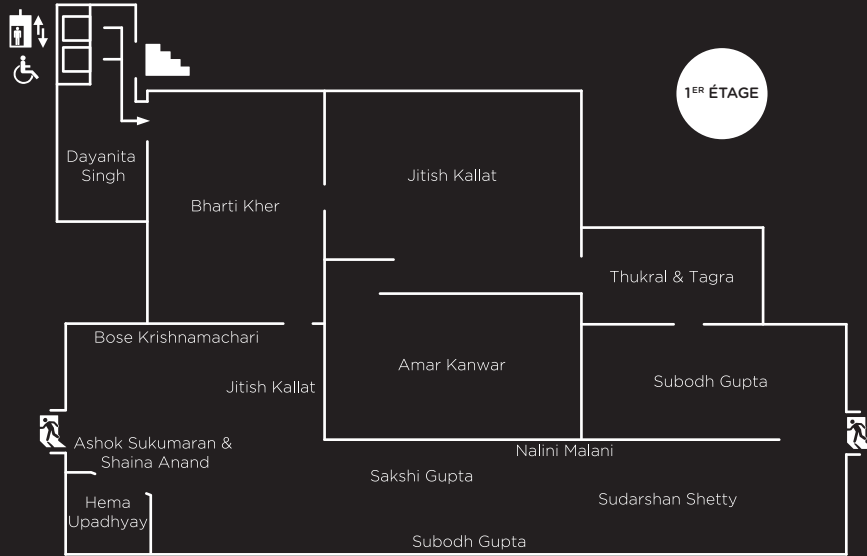 1ER ÉTAGE
Dayanita
Singh
Bharti Kher
Jitish Kallat
Thukral & Tagra
Bose Krishnamachari
Amar Kanwar
Jitish Kallat
Subodh Gupta
Ashok Sukumaran &
Shaina Anand
Nalini Malani
Sakshi Gupta
Hema
Upadhyay
Sudarshan Shetty
Subodh Gupta